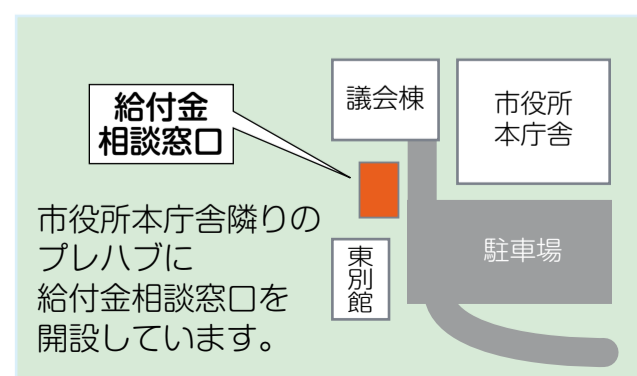 給付金
相談窓口
議会棟
市役所
本庁舎
市役所本庁舎隣りの
プレハブに
給付金相談窓口を
開設しています。
東別館
駐車場